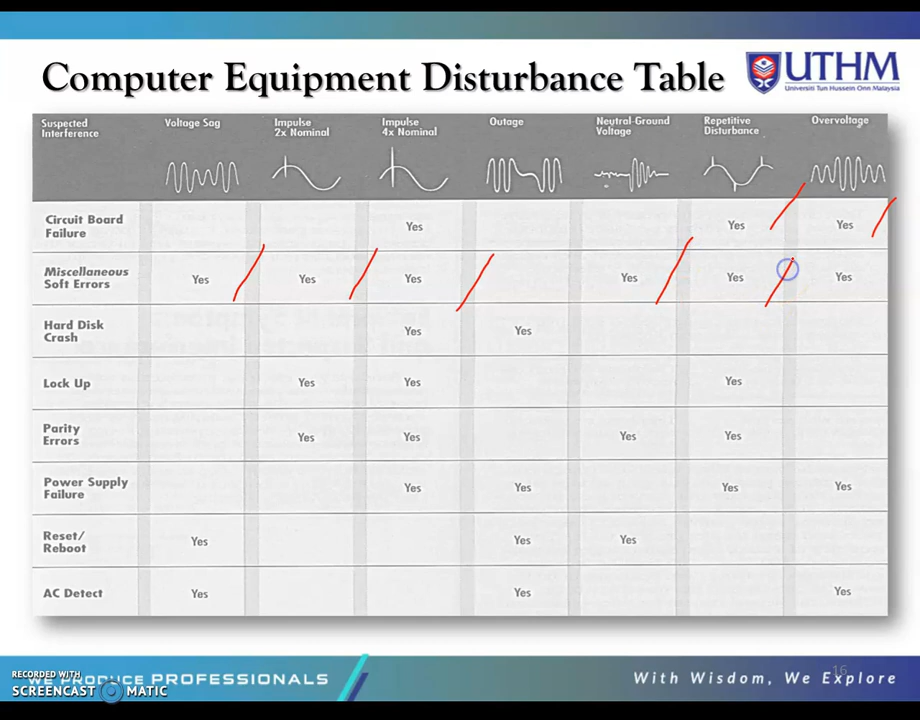 Computer Equipment Disturbance Table
UTHM
Universiti Tun Hussein Onn Malaysia
Suspected Interference Voltage Sag Impulse 2x Nominal Impulse 4x Nominal Outage Neutral-Ground Voltage Repetitive Disturbance Overvoltage
Circuit Board Failure Yes Yes Yes
Miscellaneous Soft Errors Yes Yes Yes Yes Yes Yes
Hard Disk Crash Yes Yes
Lock Up Yes Yes Yes
Parity Errors Yes Yes Yes Yes
Power Supply Failure Yes Yes Yes Yes
Reset/ Reboot Yes Yes Yes
AC Detect Yes Yes Yes
16
RECORDED WITH
SCREENCAST MATIC
WE PRODUCE PROFESSIONALS
With Wisdom, We Explore